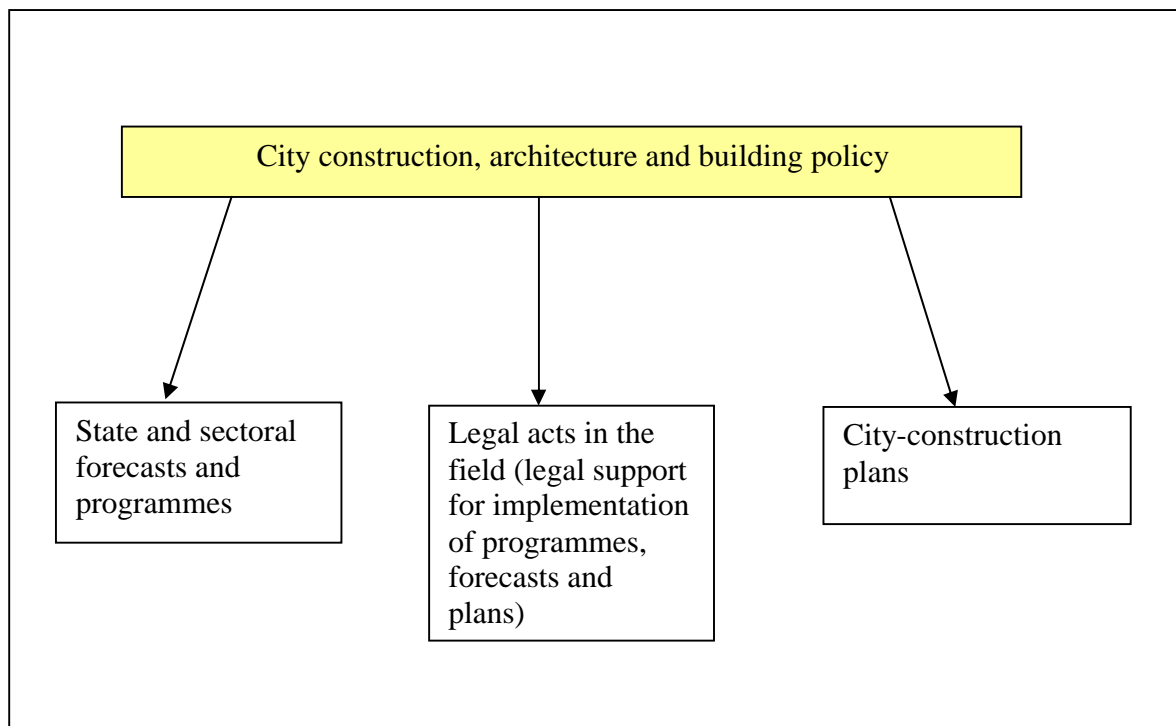 City construction, architecture and building policy
State and sectoral
forecasts and
programmes
Legal acts in the
field (legal support
for implementation
of programmes,
forecasts and
plans)
City-construction
plans